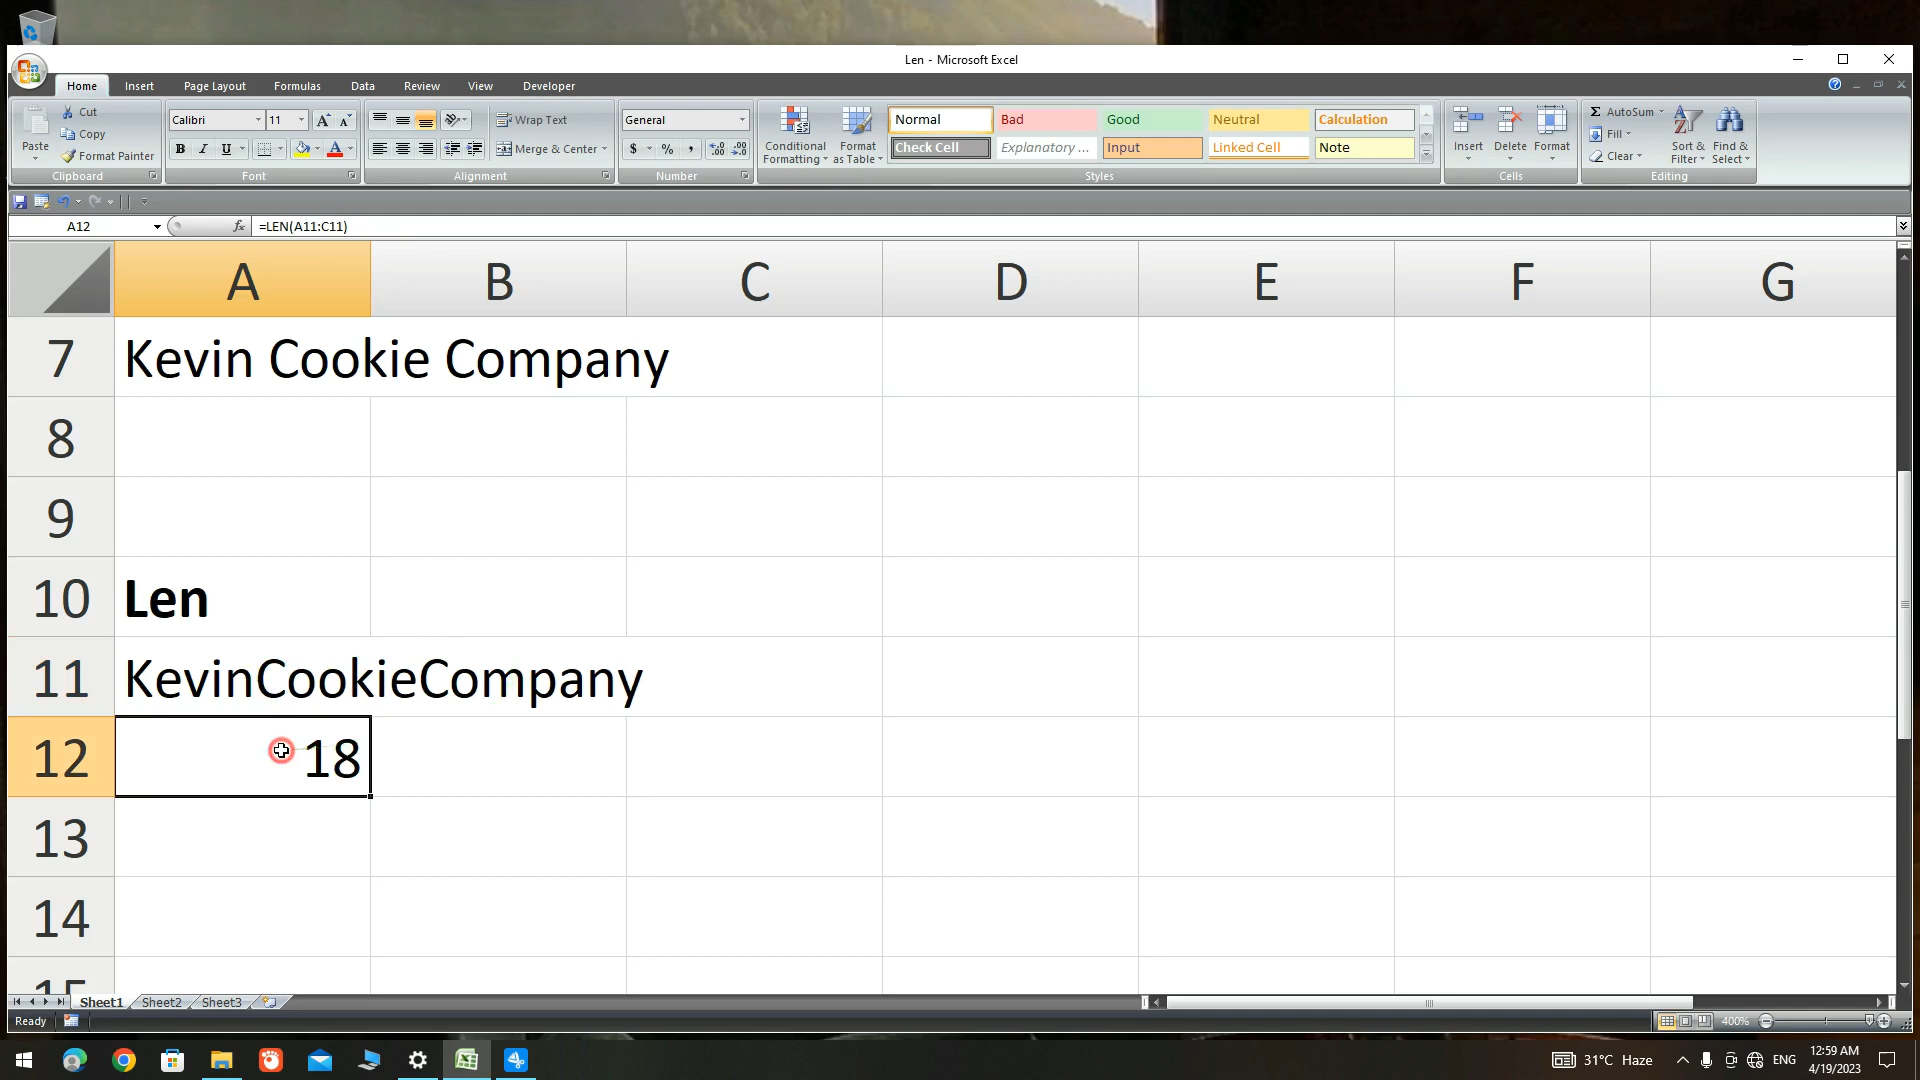 Len - Microsoft Excel
Home Insert Page Layout Formulas Data Review View Developer
Paste
Cut
Copy
Format Painter
Clipboard
Calibri 11
B I U
Font
Wrap Text
Merge & Center
Alignment
General
$ % ,
Number
Conditional Formatting
Format as Table
Normal Bad Good Neutral Calculation
Check Cell Explanatory ... Input Linked Cell Note
Styles
Insert Delete Format
Cells
AutoSum
Fill
Clear
Sort & Filter
Find & Select
Editing
A12 fx =LEN(A11:C11)
A B C D E F G
7 Kevin Cookie Company
8
9
10 Len
11 KevinCookieCompany
12 18
13
14
15
Sheet1 Sheet2 Sheet3
Ready 400%
31°C Haze ENG 12:59 AM
4/19/2023